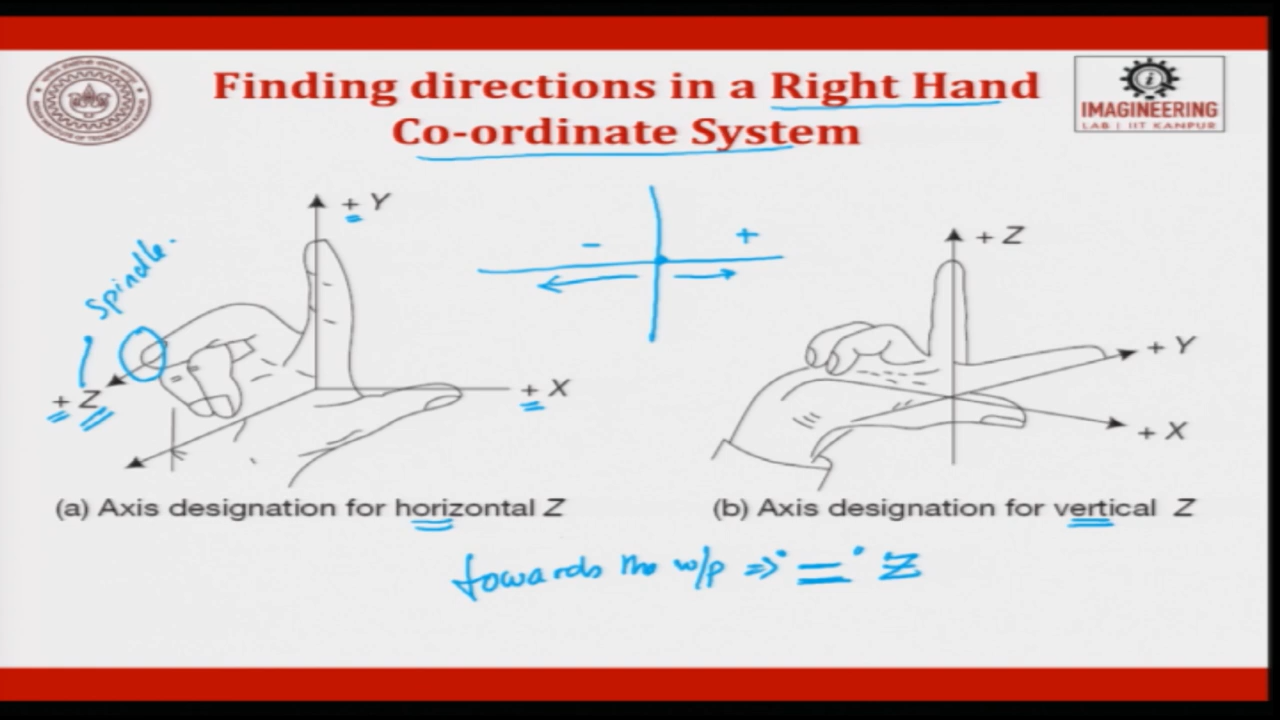 Finding directions in a Right Hand
Co-ordinate System
IMAGINEERING
LAB | IIT KANPUR
+ Y
Spindle.
- +
+ Z
+ X
+ Z
+ Y
+ X
(a) Axis designation for horizontal Z
(b) Axis designation for vertical Z
towards the w/p => '-' Z